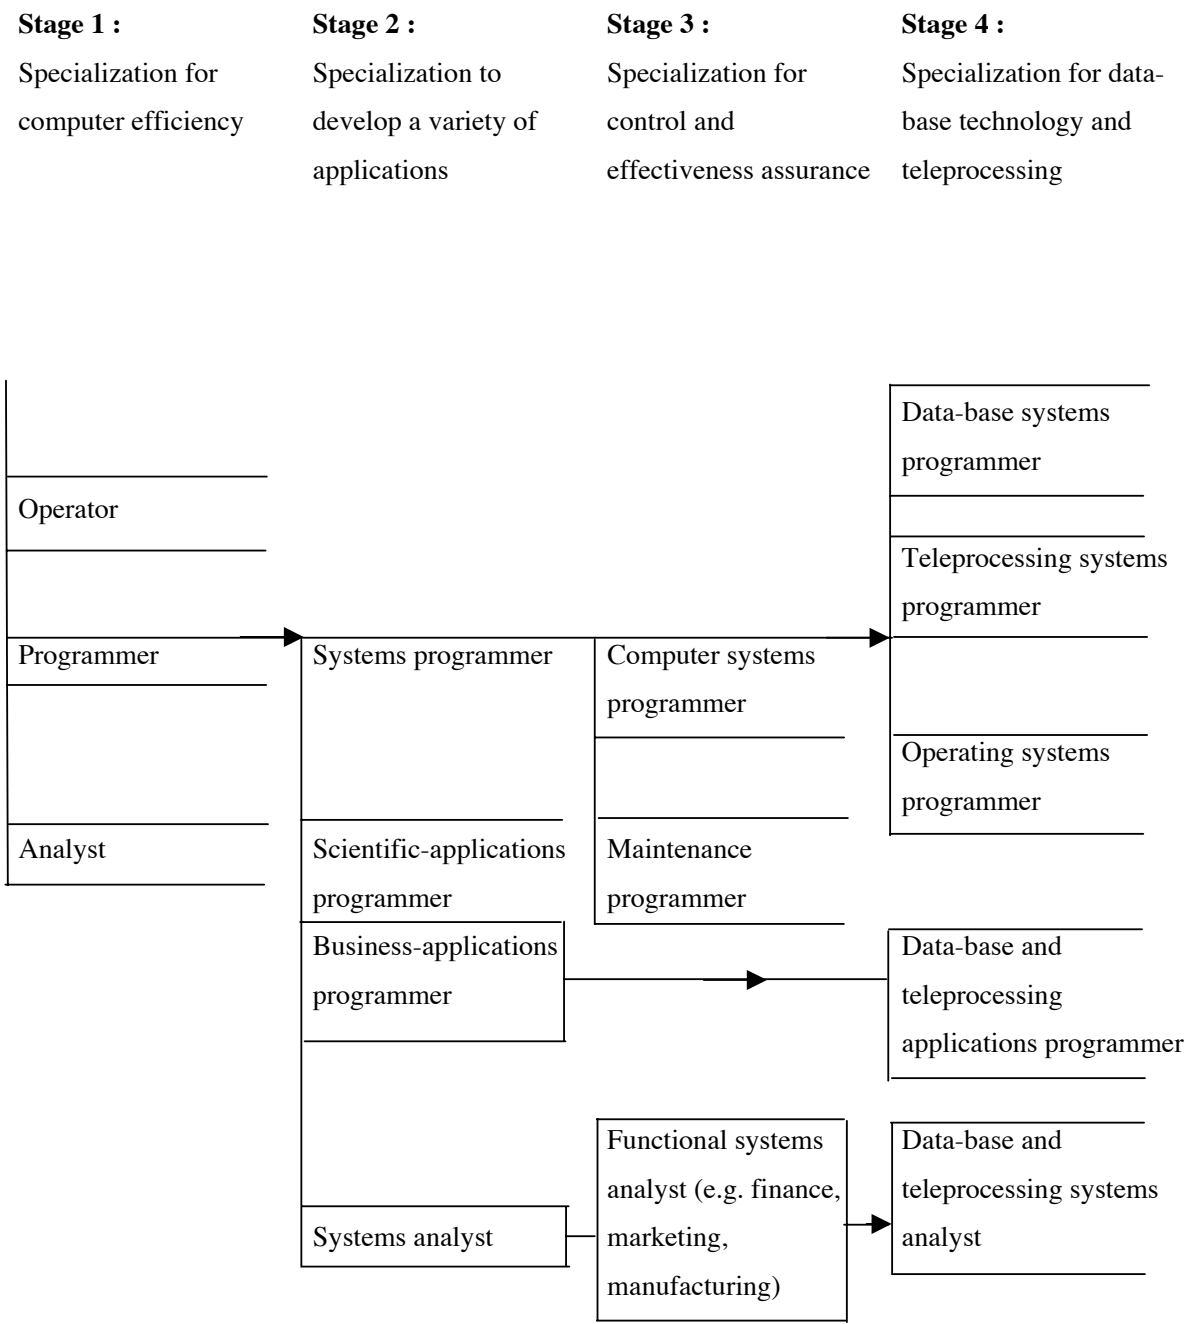 Stage 1 :
Specialization for
computer efficiency
Stage 2 :
Specialization to
develop a variety of
applications
Stage 3 :
Specialization for
control and
effectiveness assurance
Stage 4 :
Specialization for data-
base technology and
teleprocessing
Operator
Programmer
Analyst
Systems programmer
Scientific-applications
programmer
Business-applications
programmer
Systems analyst
Computer systems
programmer
Maintenance
programmer
Functional systems
analyst (e.g. finance,
marketing,
manufacturing)
Data-base systems
programmer
Teleprocessing systems
programmer
Operating systems
programmer
Data-base and
teleprocessing
applications programmer
Data-base and
teleprocessing systems
analyst